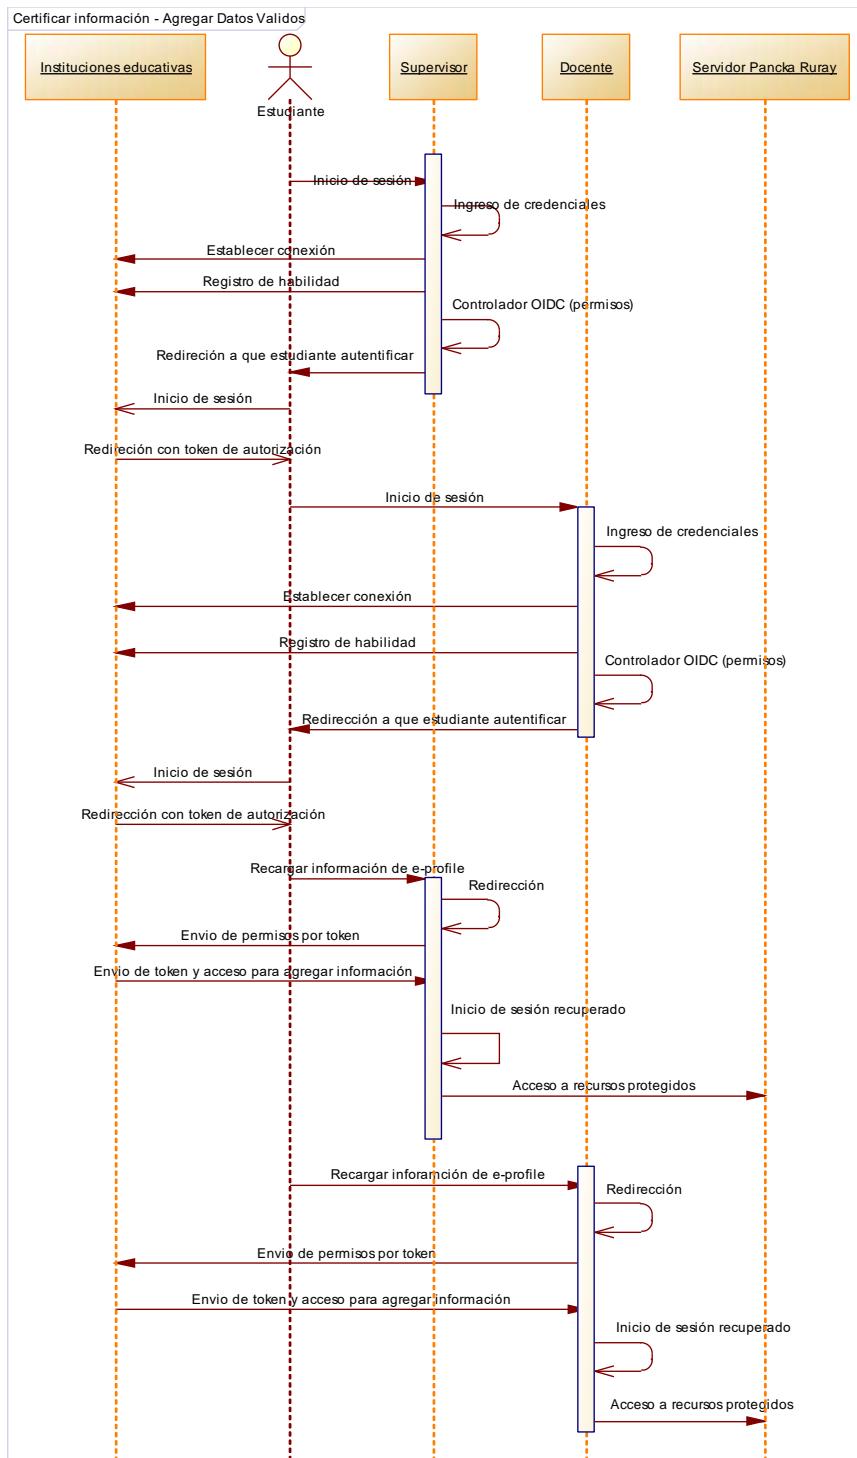 Certificar información - Agregar Datos Validos
Instituciones educativas
Estudiante
Supervisor
Docente
Servidor Pancka Ruray
Inicio de sesión
Ingreso de credenciales
Establecer conexión
Registro de habilidad
Controlador OIDC (permisos)
Redireción a que estudiante autentificar
Inicio de sesión
Redireción con token de autorización
Inicio de sesión
Ingreso de credenciales
Establecer conexión
Registro de habilidad
Controlador OIDC (permisos)
Redirección a que estudiante autentificar
Inicio de sesión
Redirección con token de autorización
Recargar información de e-profile
Redirección
Envio de permisos por token
Envio de token y acceso para agregar información
Inicio de sesión recuperado
Acceso a recursos protegidos
Recargar inforamción de e-profile
Redirección
Envio de permisos por token
Envio de token y acceso para agregar información
Inicio de sesión recuperado
Acceso a recursos protegidos